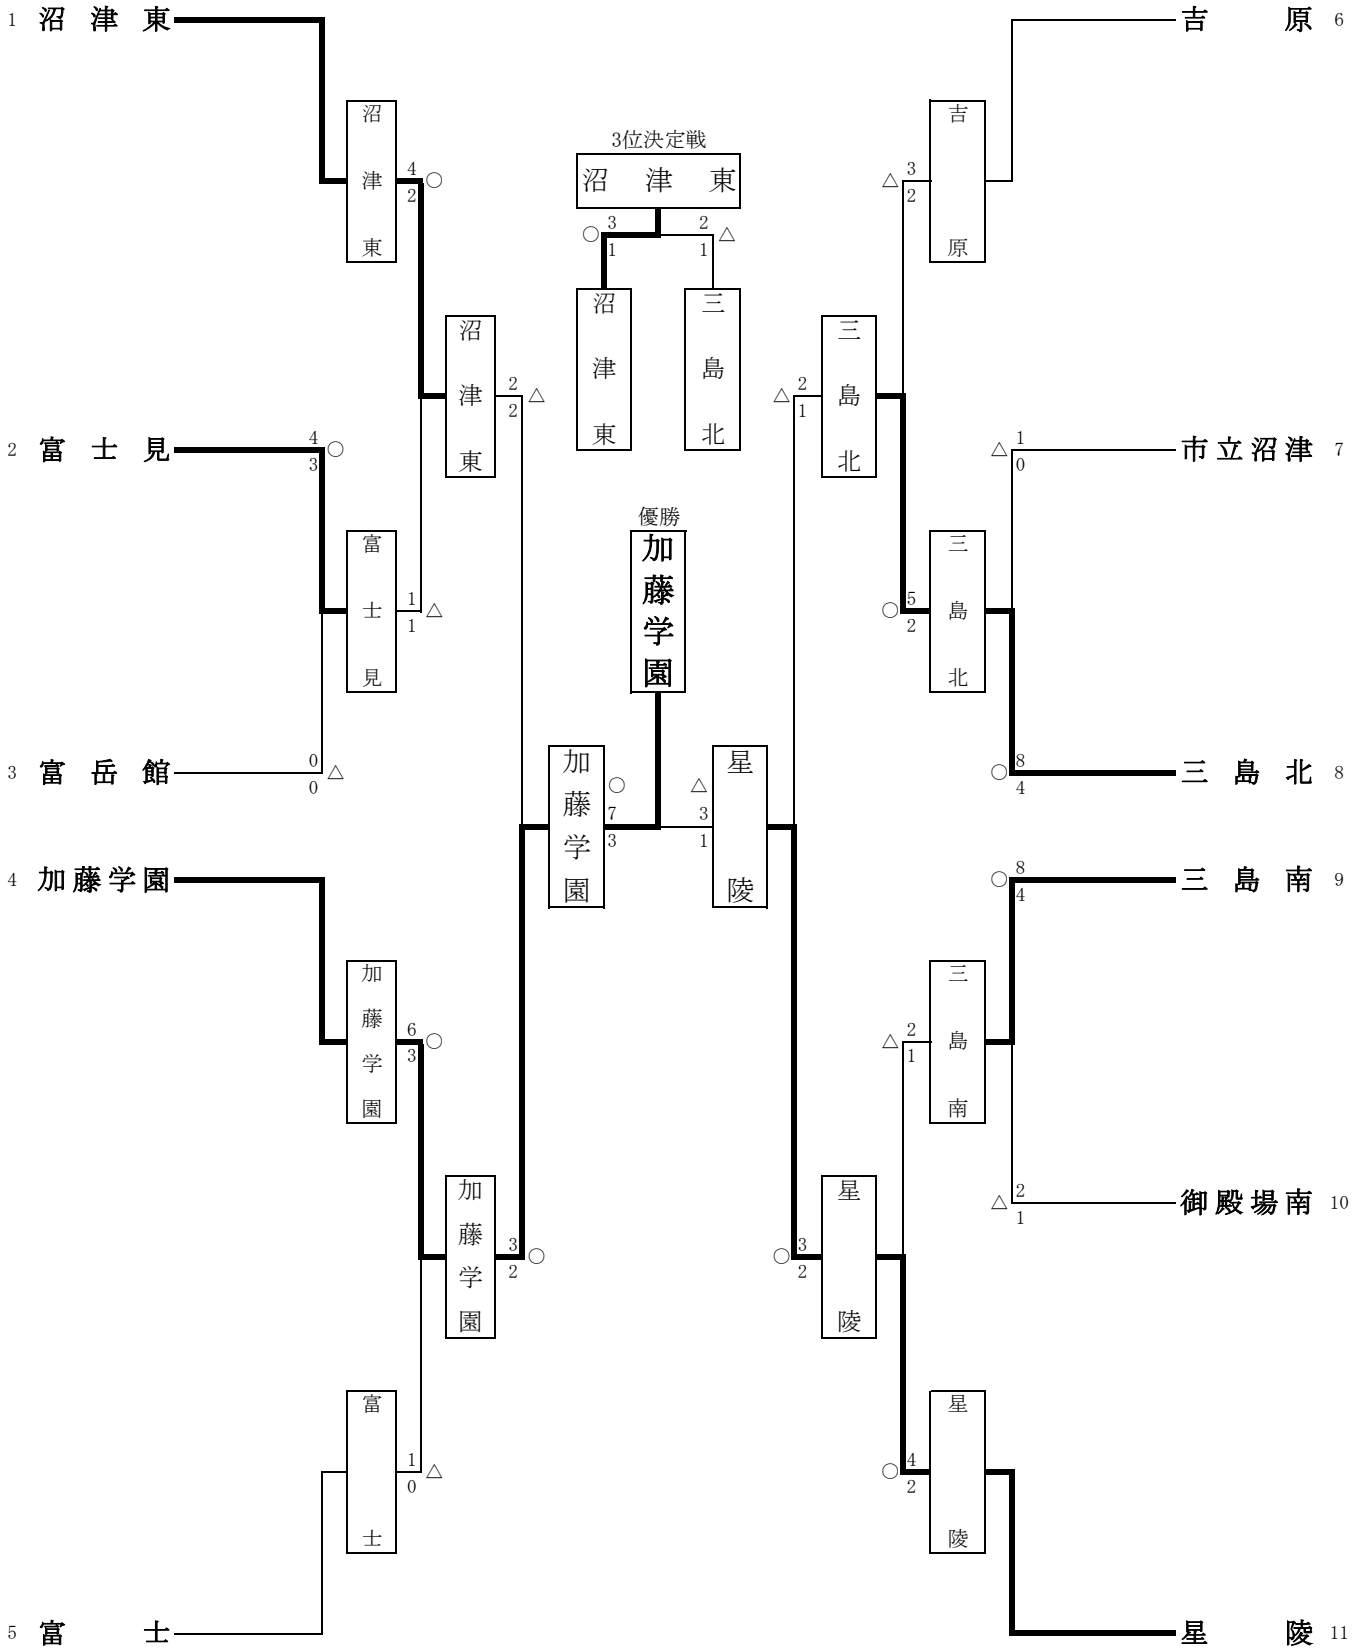 1 沼津東
吉原 6
沼津東
吉原
3位決定戦
沼津東
4 ○
2
△ 3
2
○ 3
1
2 △
1
沼津東
三島北
沼津東
三島北
2 △
2
△ 2
1
2 富士見
4 ○
3
△ 1
0
市立沼津 7
優勝
加藤学園
富士見
三島北
1 △
1
○ 5
2
3 富岳館
0 △
0
○ 8
4
三島北 8
加藤学園
星陵
○
7
3
△
3
1
4 加藤学園
○ 8
4
三島南 9
加藤学園
三島南
6 ○
3
△ 2
1
加藤学園
星陵
3 ○
2
○ 3
2
△ 2
1
御殿場南 10
富士
星陵
1 △
0
○ 4
2
5 富士
星陵 11